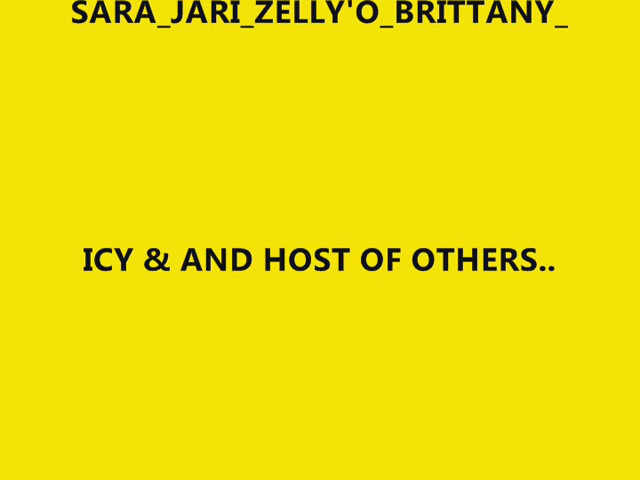 SARA_JARI_ZELLY'O_BRITTANY_
ICY & AND HOST OF OTHERS..